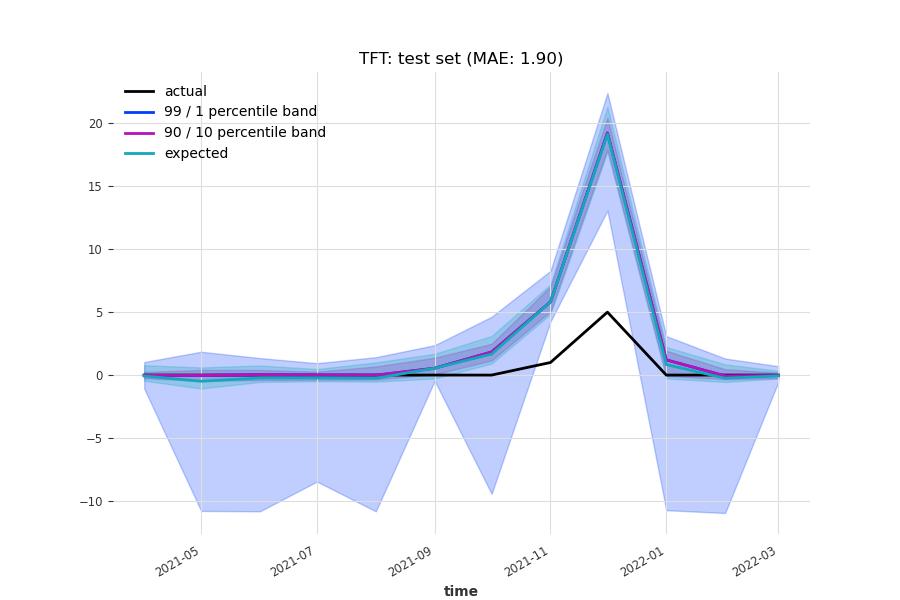 TFT: test set (MAE: 1.90)
actual
99 / 1 percentile band
90 / 10 percentile band
expected
20
15
10
5
0
−5
−10
2021-05
2021-07
2021-09
2021-11
2022-01
2022-03
time